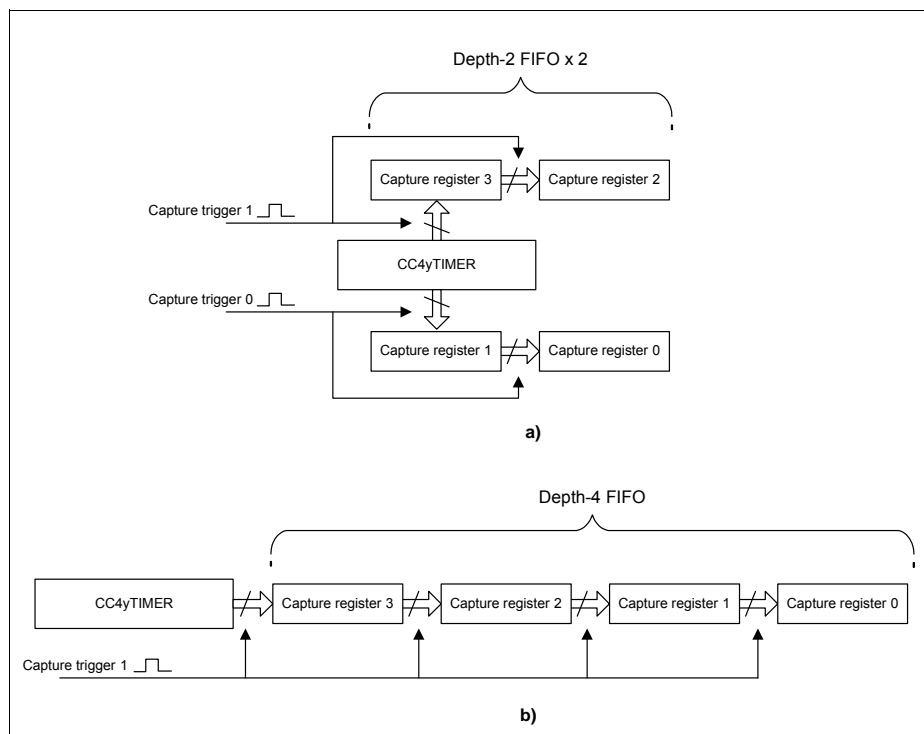 Depth-2 FIFO x 2
Capture register 3
Capture register 2
Capture trigger 1
CC4yTIMER
Capture trigger 0
Capture register 1
Capture register 0
a)
Depth-4 FIFO
CC4yTIMER
Capture register 3
Capture register 2
Capture register 1
Capture register 0
Capture trigger 1
b)